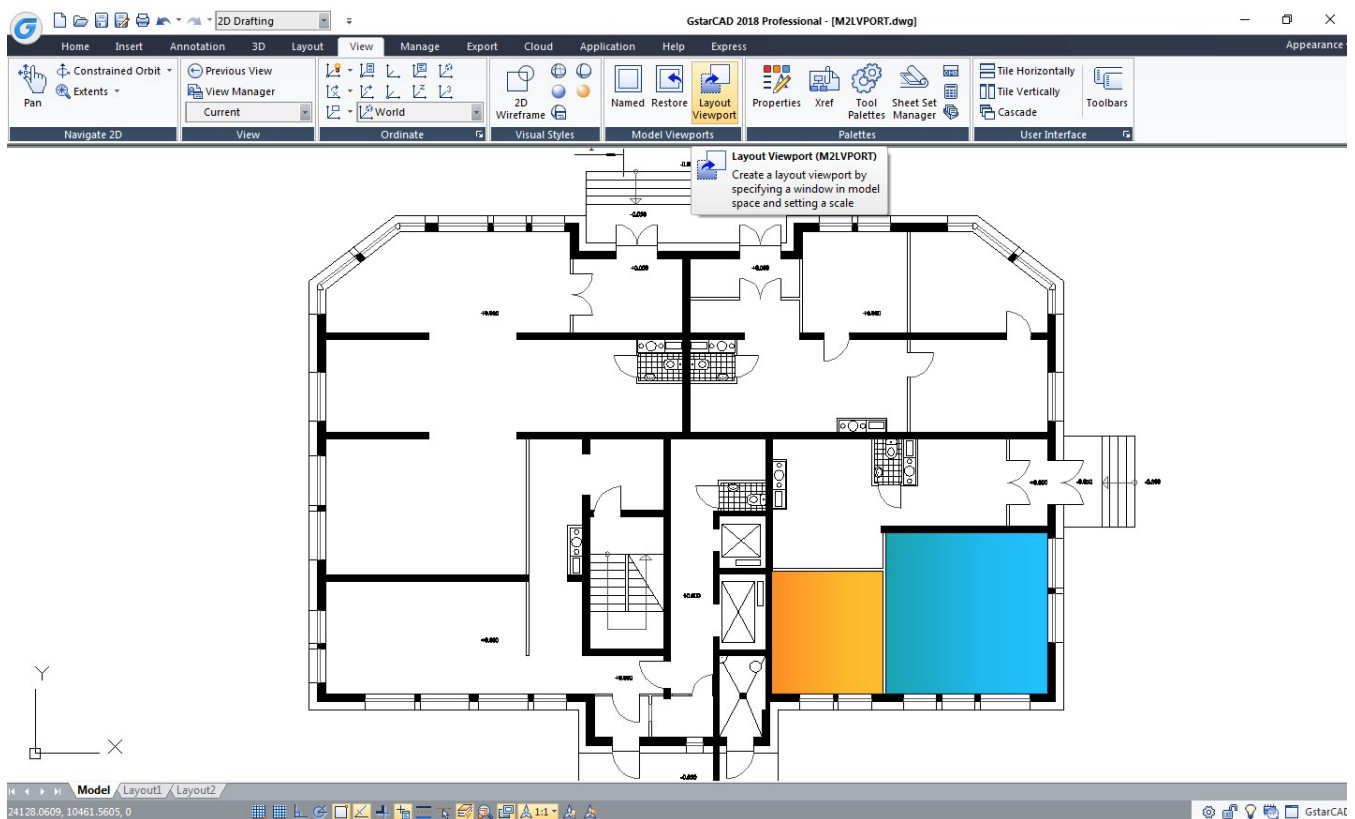 2D Drafting
GstarCAD 2018 Professional - [M2LVPORT.dwg]
Home Insert Annotation 3D Layout View Manage Export Cloud Application Help Express
Appearance
Pan
Constrained Orbit
Extents
Navigate 2D
Previous View
View Manager
Current
View
World
Ordinate
2D Wireframe
Visual Styles
Named
Restore
Layout Viewport
Model Viewports
Properties
Xref
Tool Palettes
Sheet Set Manager
Palettes
Tile Horizontally
Tile Vertically
Cascade
Toolbars
User Interface
Layout Viewport (M2LVPORT)
Create a layout viewport by
specifying a window in model
space and setting a scale
Y
X
Model Layout1 Layout2
24128.0609, 10461.5605, 0
1:1
GstarCAD